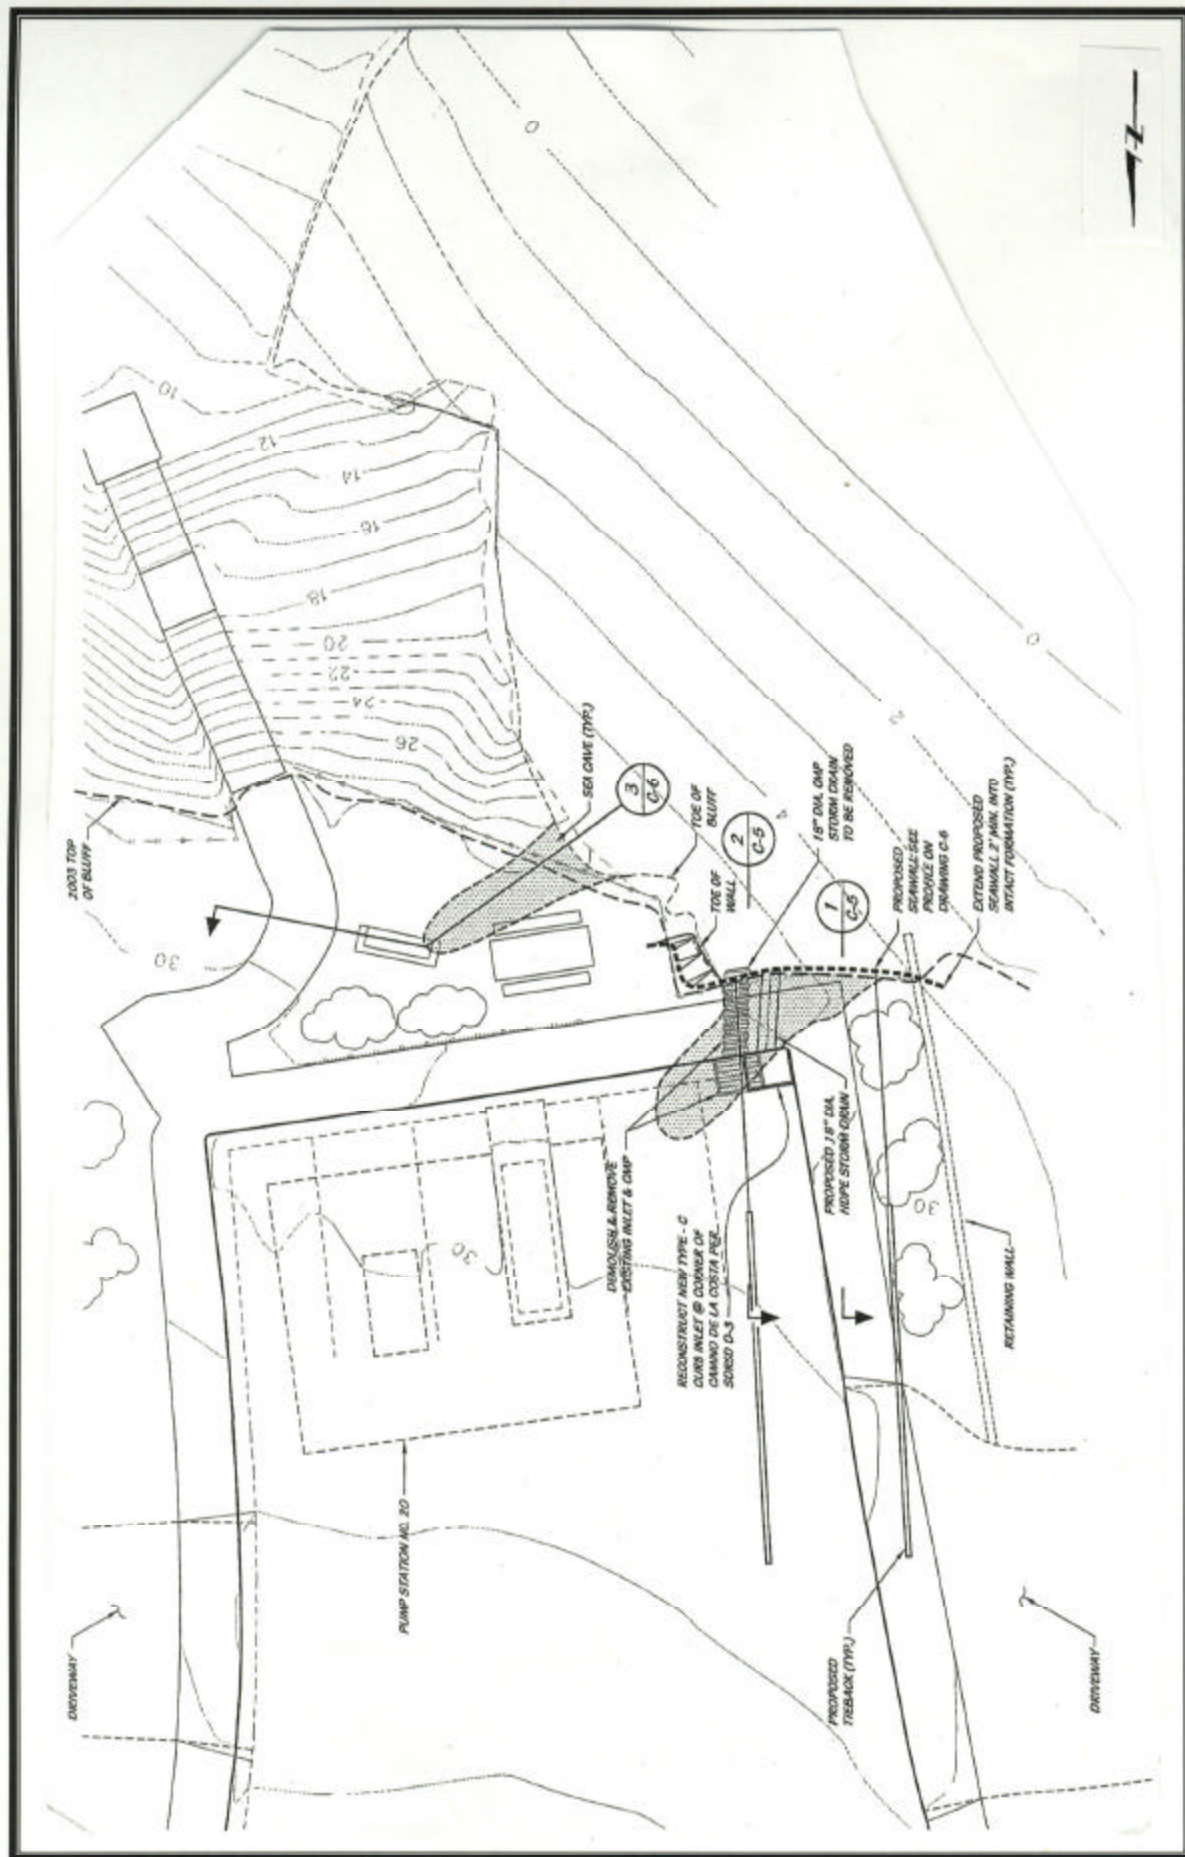 DRIVEWAY
PUMP STATION NO. 20
PROPOSED
TIEBACK (TYP.)
DRIVEWAY
RECONSTRUCT NEW TYPE - C
CURB INLET @ CORNER OF
CAMINO DE LA COSTA PER
SDRSD D-3
DEMOLISH & REMOVE
EXISTING INLET & CMP
PROPOSED 18" DIA.
HDPE STORM DRAIN
RETAINING WALL
2003 TOP
OF BLUFF
SEA CAVE (TYP.)
3
C-6
TOE OF
BLUFF
TOE OF
WALL
2
C-5
18" DIA. CMP
STORM DRAIN
TO BE REMOVED
1
C-5
PROPOSED
SEAWALL: SEE
PROFILE ON
DRAWING C-6
EXTEND PROPOSED
SEAWALL 2' MIN. INTO
INTACT FORMATION (TYP.)
30
30
30
10
12
14
16
18
20
22
24
26
0
0
2
4